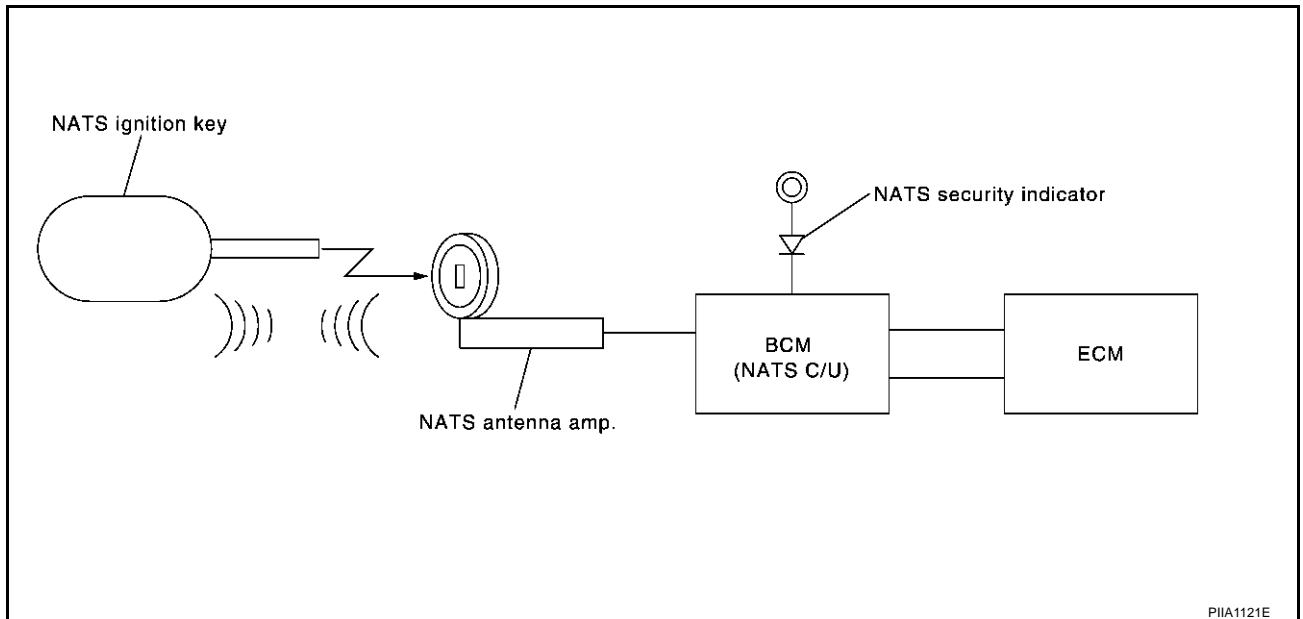 NATS ignition key
NATS security indicator
BCM
(NATS C/U)
ECM
NATS antenna amp.
PIIA1121E